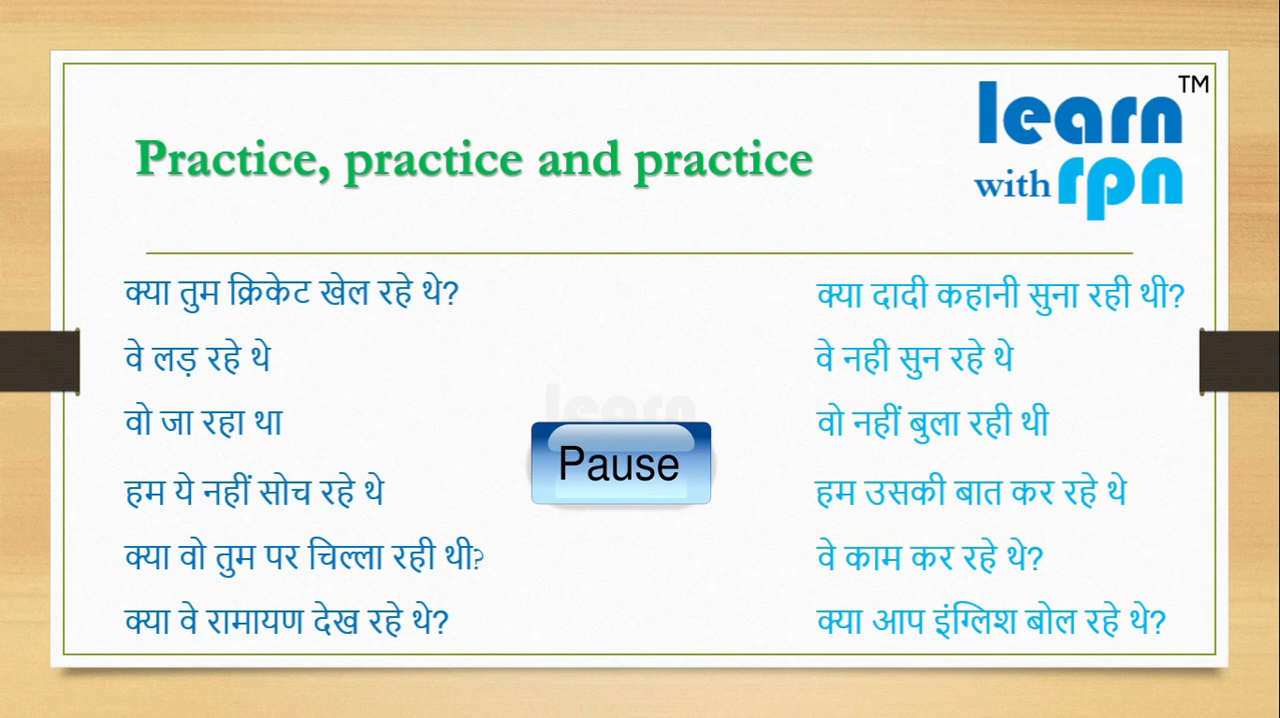 learn TM
with rpn
Practice, practice and practice
क्या तुम क्रिकेट खेल रहे थे?
वे लड़ रहे थे
वो जा रहा था
हम ये नहीं सोच रहे थे
क्या वो तुम पर चिल्ला रही थी?
क्या वे रामायण देख रहे थे?
learn
Pause
क्या दादी कहानी सुना रही थी?
वे नही सुन रहे थे
वो नहीं बुला रही थी
हम उसकी बात कर रहे थे
वे काम कर रहे थे?
क्या आप इंग्लिश बोल रहे थे?